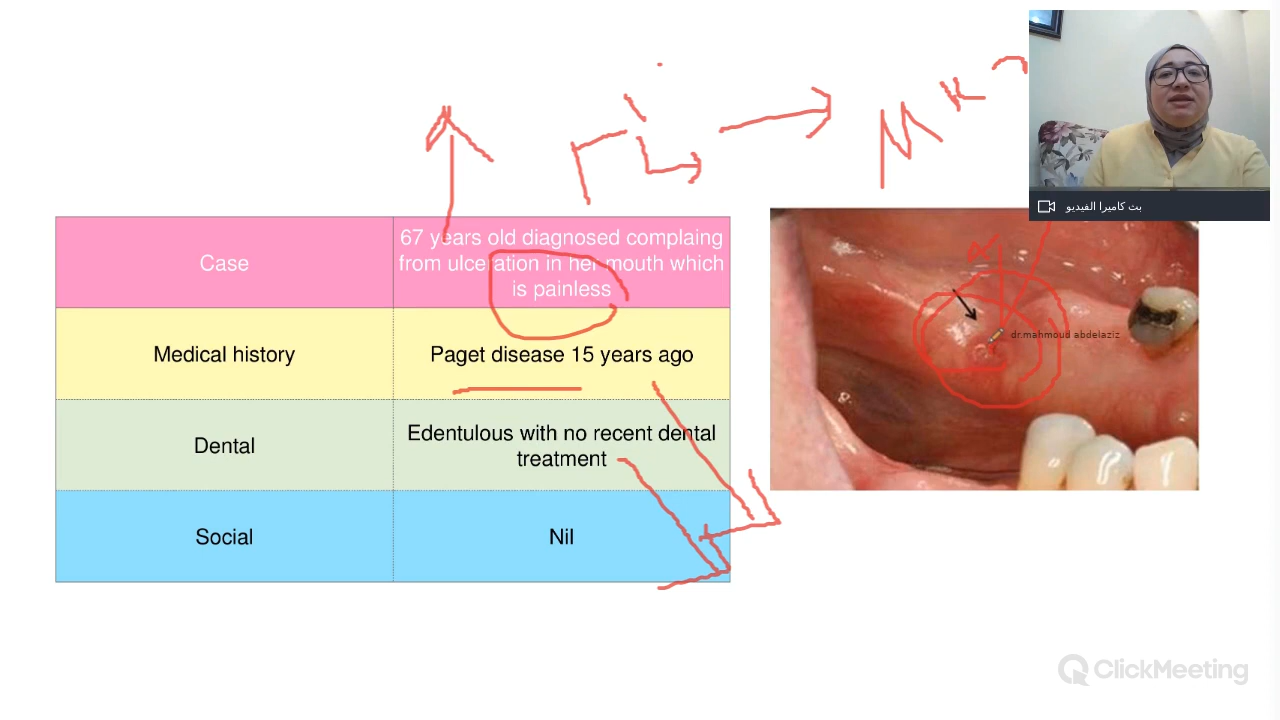 بث كاميرا الفيديو
Case
67 years old diagnosed complaing
from ulceration in her mouth which
is painless
Medical history
Paget disease 15 years ago
Dental
Edentulous with no recent dental
treatment
Social
Nil
dr.mahmoud abdelaziz
ClickMeeting